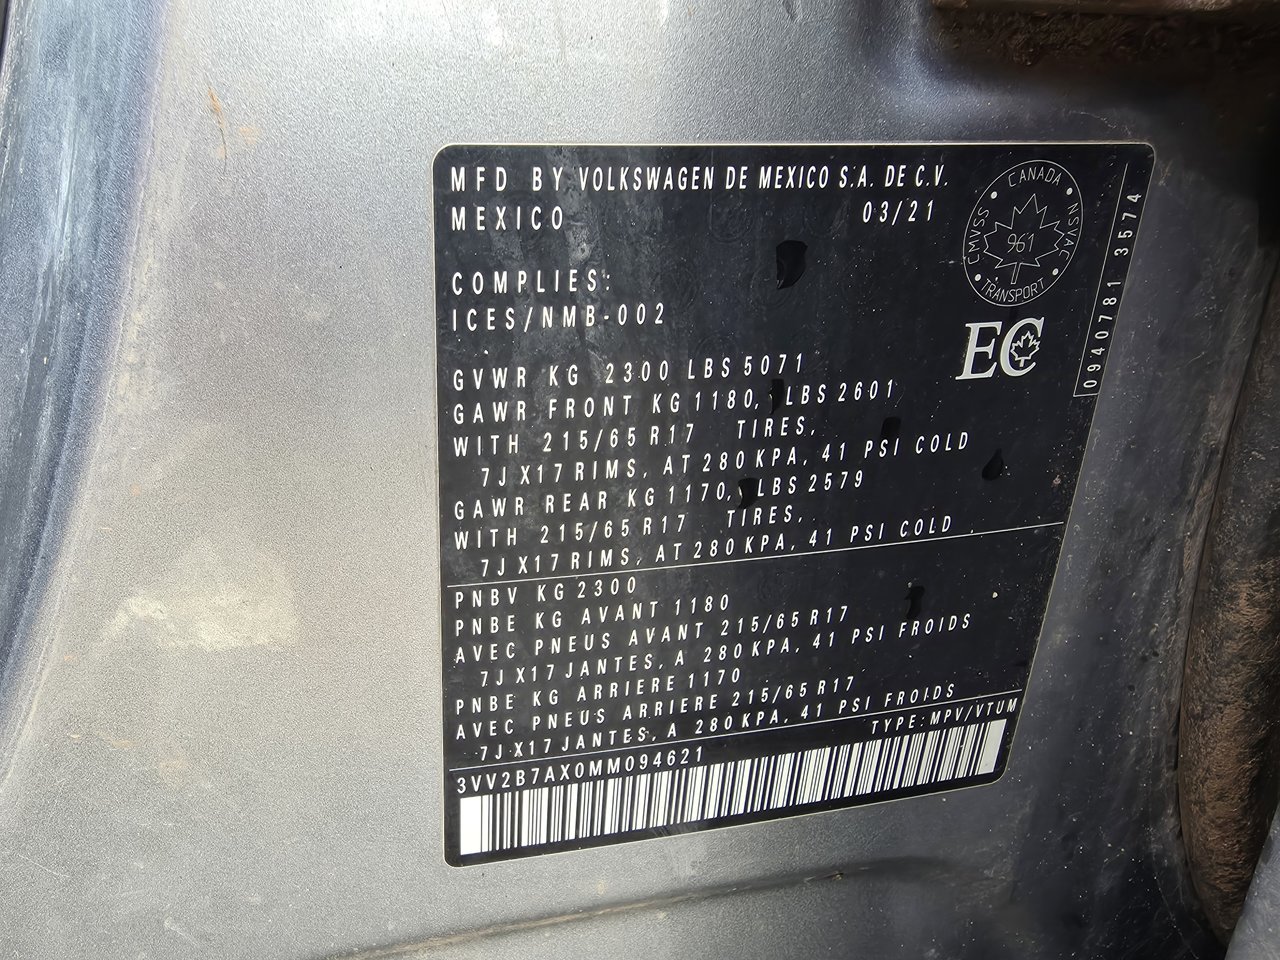 MFD BY VOLKSWAGEN DE MEXICO S.A. DE C.V.
MEXICO 03/21
CANADA
CMVSS NSVAC
961
TRANSPORT
EC
0940781 3574
COMPLIES:
ICES/NMB-002
GVWR KG 2300 LBS 5071
GAWR FRONT KG 1180, LBS 2601
WITH 215/65 R17 TIRES,
7J X17 RIMS, AT 280 KPA, 41 PSI COLD
GAWR REAR KG 1170, LBS 2579
WITH 215/65 R17 TIRES,
7J X17 RIMS, AT 280 KPA, 41 PSI COLD
PNBV KG 2300
PNBE KG AVANT 1180
AVEC PNEUS AVANT 215/65 R17
7J X17 JANTES, A 280 KPA, 41 PSI FROIDS
PNBE KG ARRIERE 1170
AVEC PNEUS ARRIERE 215/65 R17
7J X17 JANTES, A 280 KPA, 41 PSI FROIDS
TYPE: MPV/VTUM
3VV2B7AX0MM094621